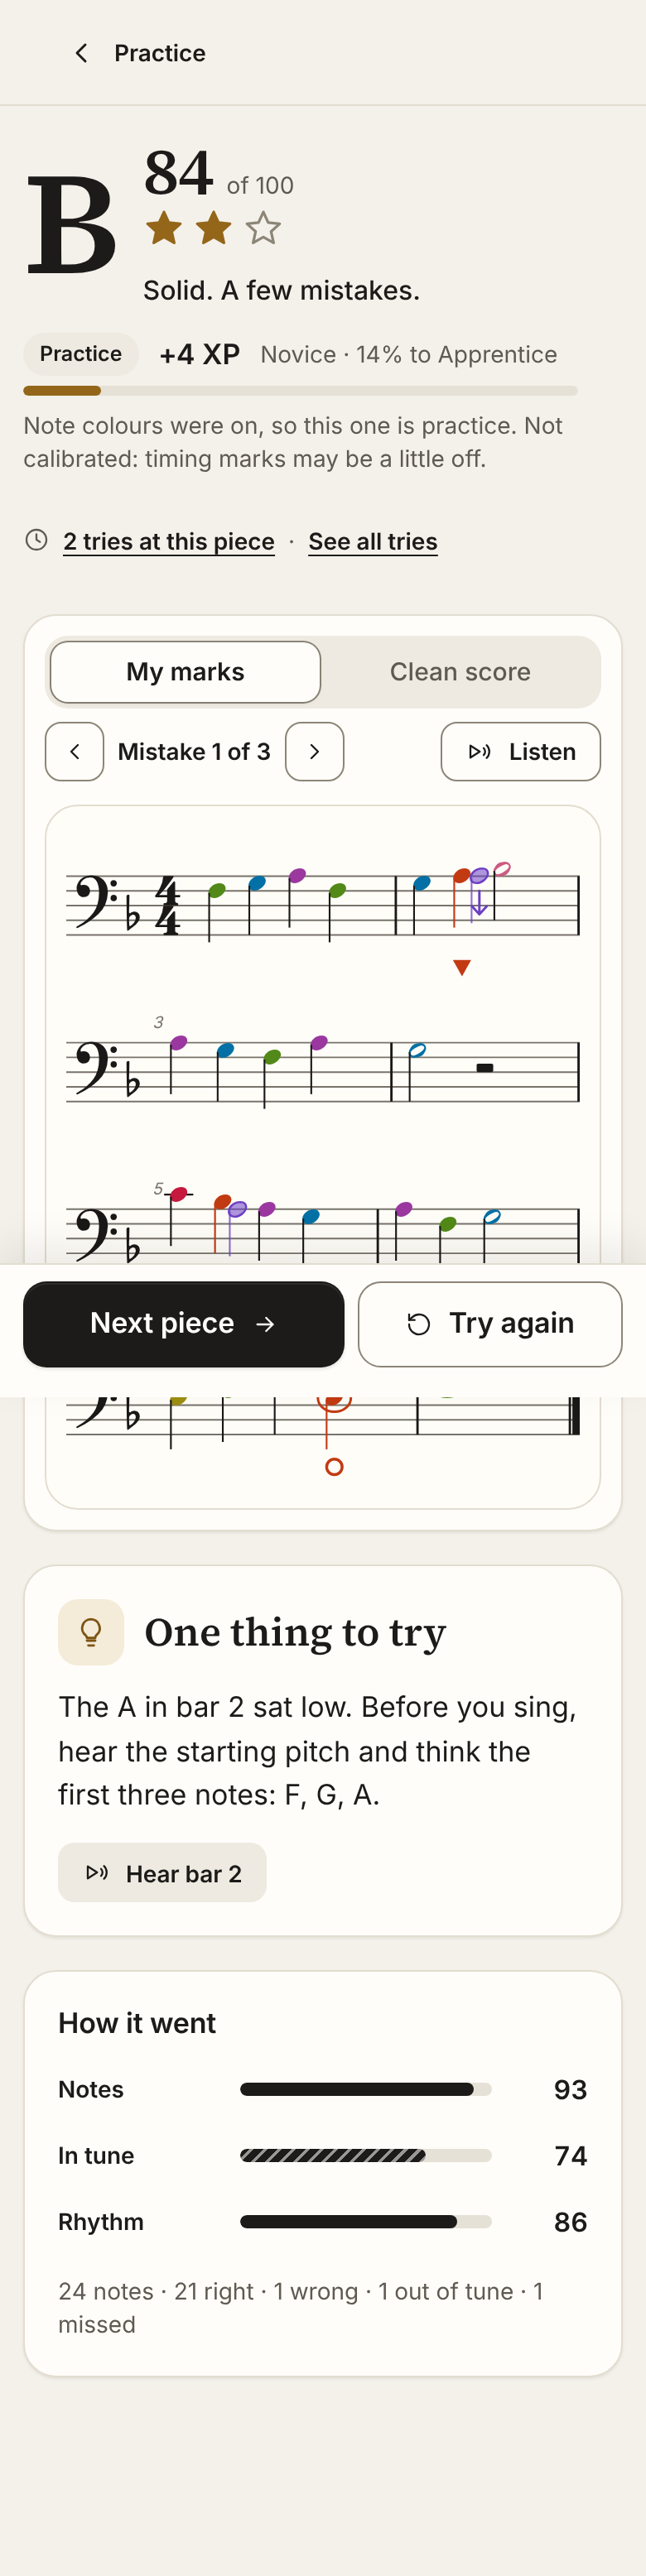 Practice
B
84 of 100
Solid. A few mistakes.
Practice +4 XP Novice · 14% to Apprentice
Note colours were on, so this one is practice. Not
calibrated: timing marks may be a little off.
2 tries at this piece · See all tries
My marks Clean score
Mistake 1 of 3 Listen
4
4
3
5
Next piece → Try again
One thing to try
The A in bar 2 sat low. Before you sing,
hear the starting pitch and think the
first three notes: F, G, A.
Hear bar 2
How it went
Notes 93
In tune 74
Rhythm 86
24 notes · 21 right · 1 wrong · 1 out of tune · 1
missed